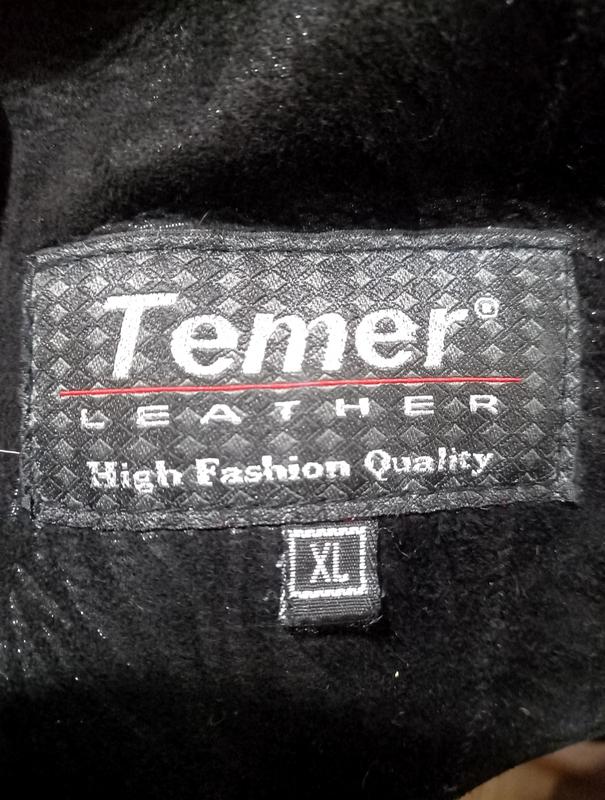 Temer®
LEATHER
High Fashion Quality
XL